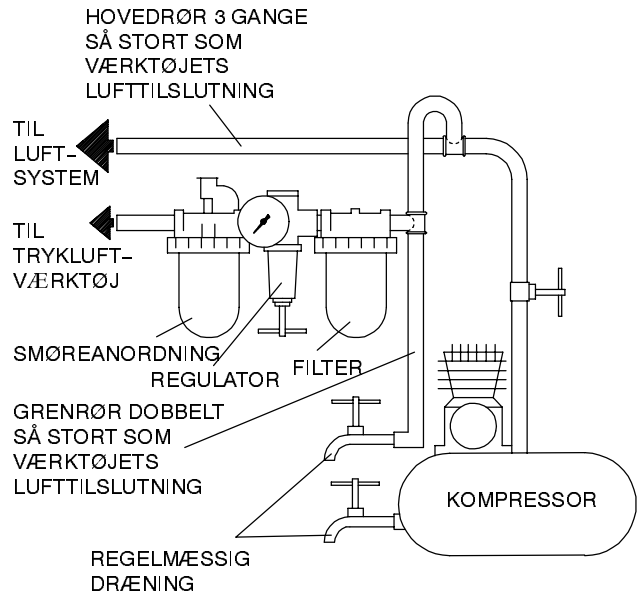 HOVEDRØR 3 GANGE
SÅ STORT SOM
VÆRKTØJETS
LUFTTILSLUTNING
TIL
LUFT–
SYSTEM
TIL
TRYKLUFT–
VÆRKTØJ
SMØREANORDNING
REGULATOR
FILTER
GRENRØR DOBBELT
SÅ STORT SOM
VÆRKTØJETS
LUFTTILSLUTNING
KOMPRESSOR
REGELMÆSSIG
DRÆNING